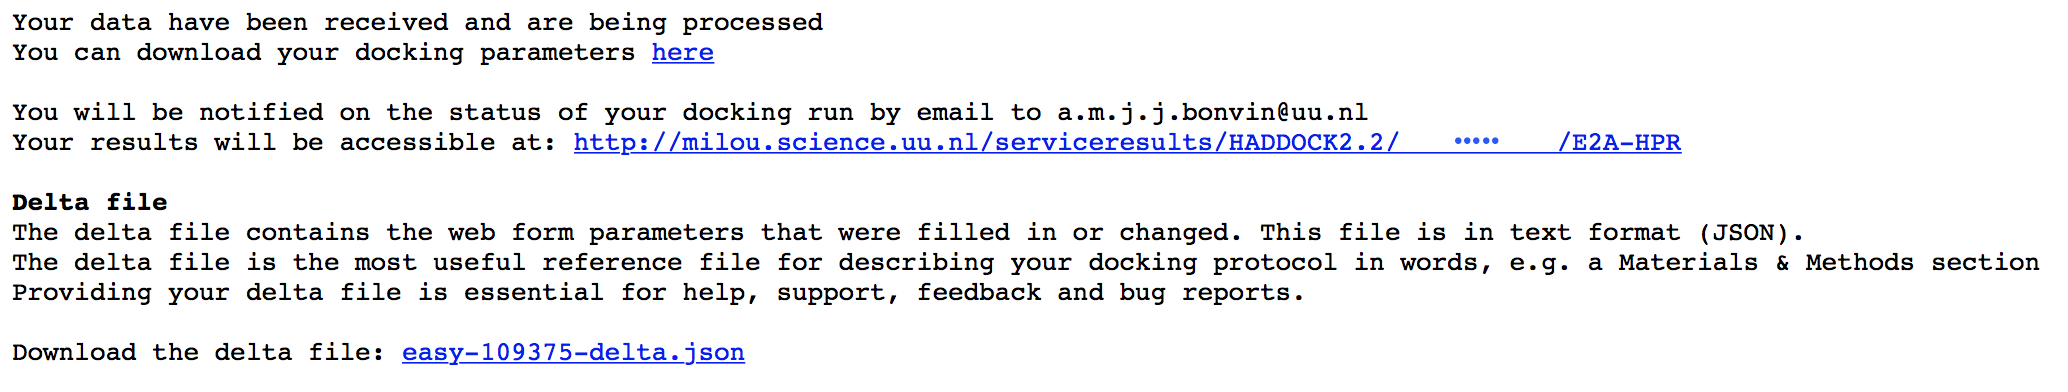 Your data have been received and are being processed
You can download your docking parameters here
You will be notified on the status of your docking run by email to a.m.j.j.bonvin@uu.nl
Your results will be accessible at: http://milou.science.uu.nl/serviceresults/HADDOCK2.2/ ••••• /E2A-HPR
Delta file
The delta file contains the web form parameters that were filled in or changed. This file is in text format (JSON).
The delta file is the most useful reference file for describing your docking protocol in words, e.g. a Materials & Methods section
Providing your delta file is essential for help, support, feedback and bug reports.
Download the delta file: easy-109375-delta.json